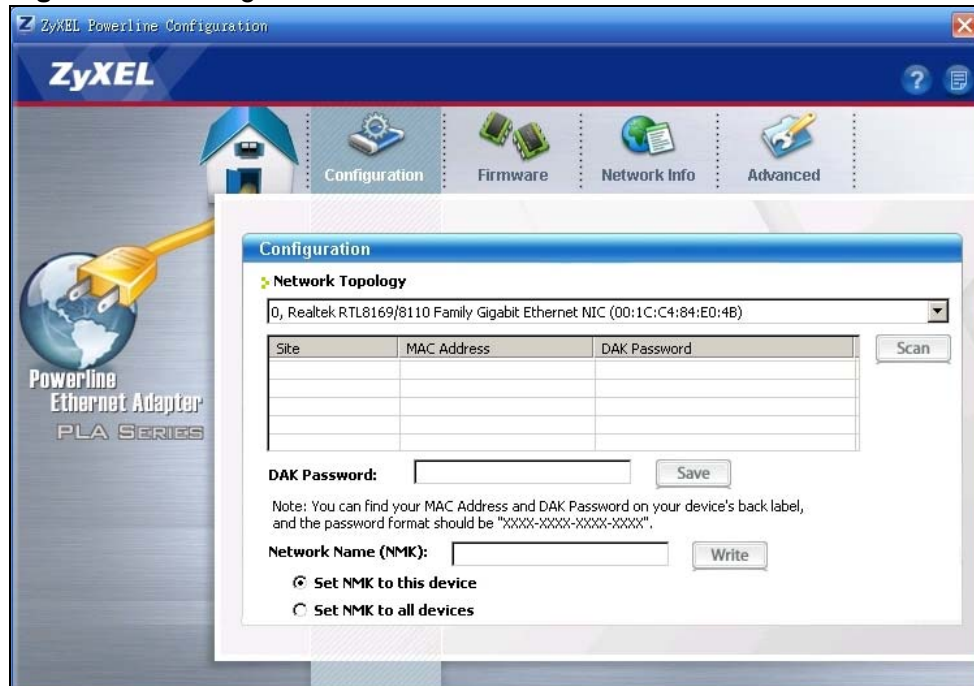 ZyXEL Powerline Configuration
ZyXEL
Configuration
Firmware
Network Info
Advanced
Powerline
Ethernet Adapter
PLA SERIES
Configuration
Network Topology
0, Realtek RTL8169/8110 Family Gigabit Ethernet NIC (00:1C:C4:84:E0:4B)
Site MAC Address DAK Password
Scan
DAK Password:
Save
Note: You can find your MAC Address and DAK Password on your device's back label,
and the password format should be "XXXX-XXXX-XXXX-XXXX".
Network Name (NMK):
Write
Set NMK to this device
Set NMK to all devices